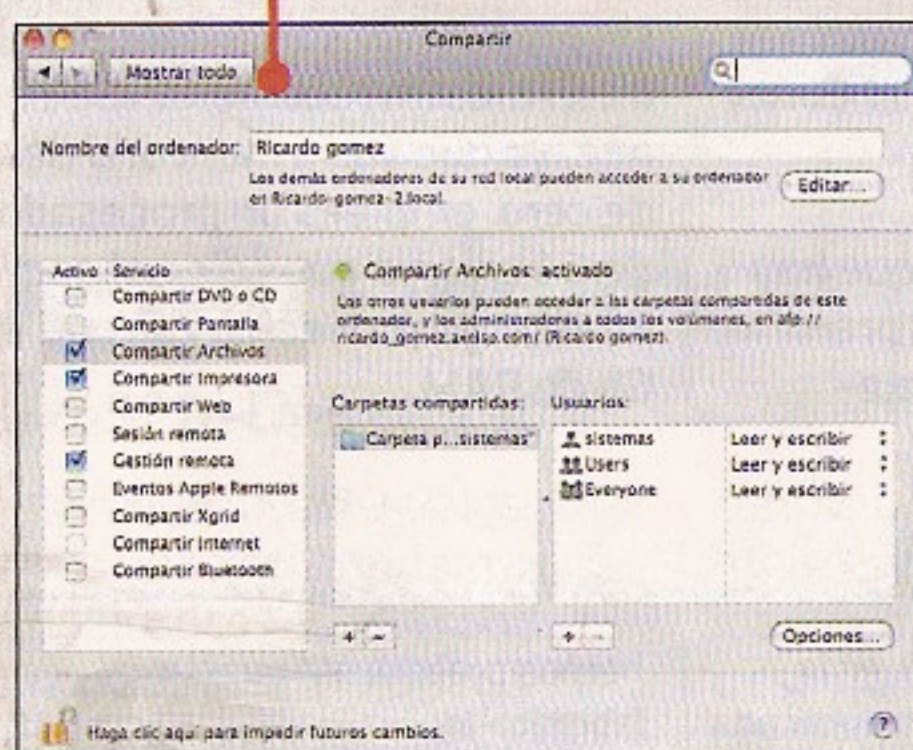 Compartir
Mostrar todo
Nombre del ordenador: Ricardo gomez
Los demás ordenadores de su red local pueden acceder a su ordenador
en Ricardo-gomez-2.local.
Editar...
Activo Servicio
Compartir DVD o CD
Compartir Pantalla
Compartir Archivos
Compartir Impresora
Compartir Web
Sesión remota
Gestión remota
Eventos Apple Remotos
Compartir Xgrid
Compartir Internet
Compartir Bluetooth
Compartir Archivos: activado
Los otros usuarios pueden acceder a las carpetas compartidas de este
ordenador, y los administradores a todos los volúmenes, en afp://
ricardo_gomez.axelsp.com/ (Ricardo gomez).
Carpetas compartidas: Usuarios:
Carpeta p...sistemas"
sistemas Leer y escribir
Users Leer y escribir
Everyone Leer y escribir
+ -
+ -
Opciones...
Haga clic aquí para impedir futuros cambios.
?